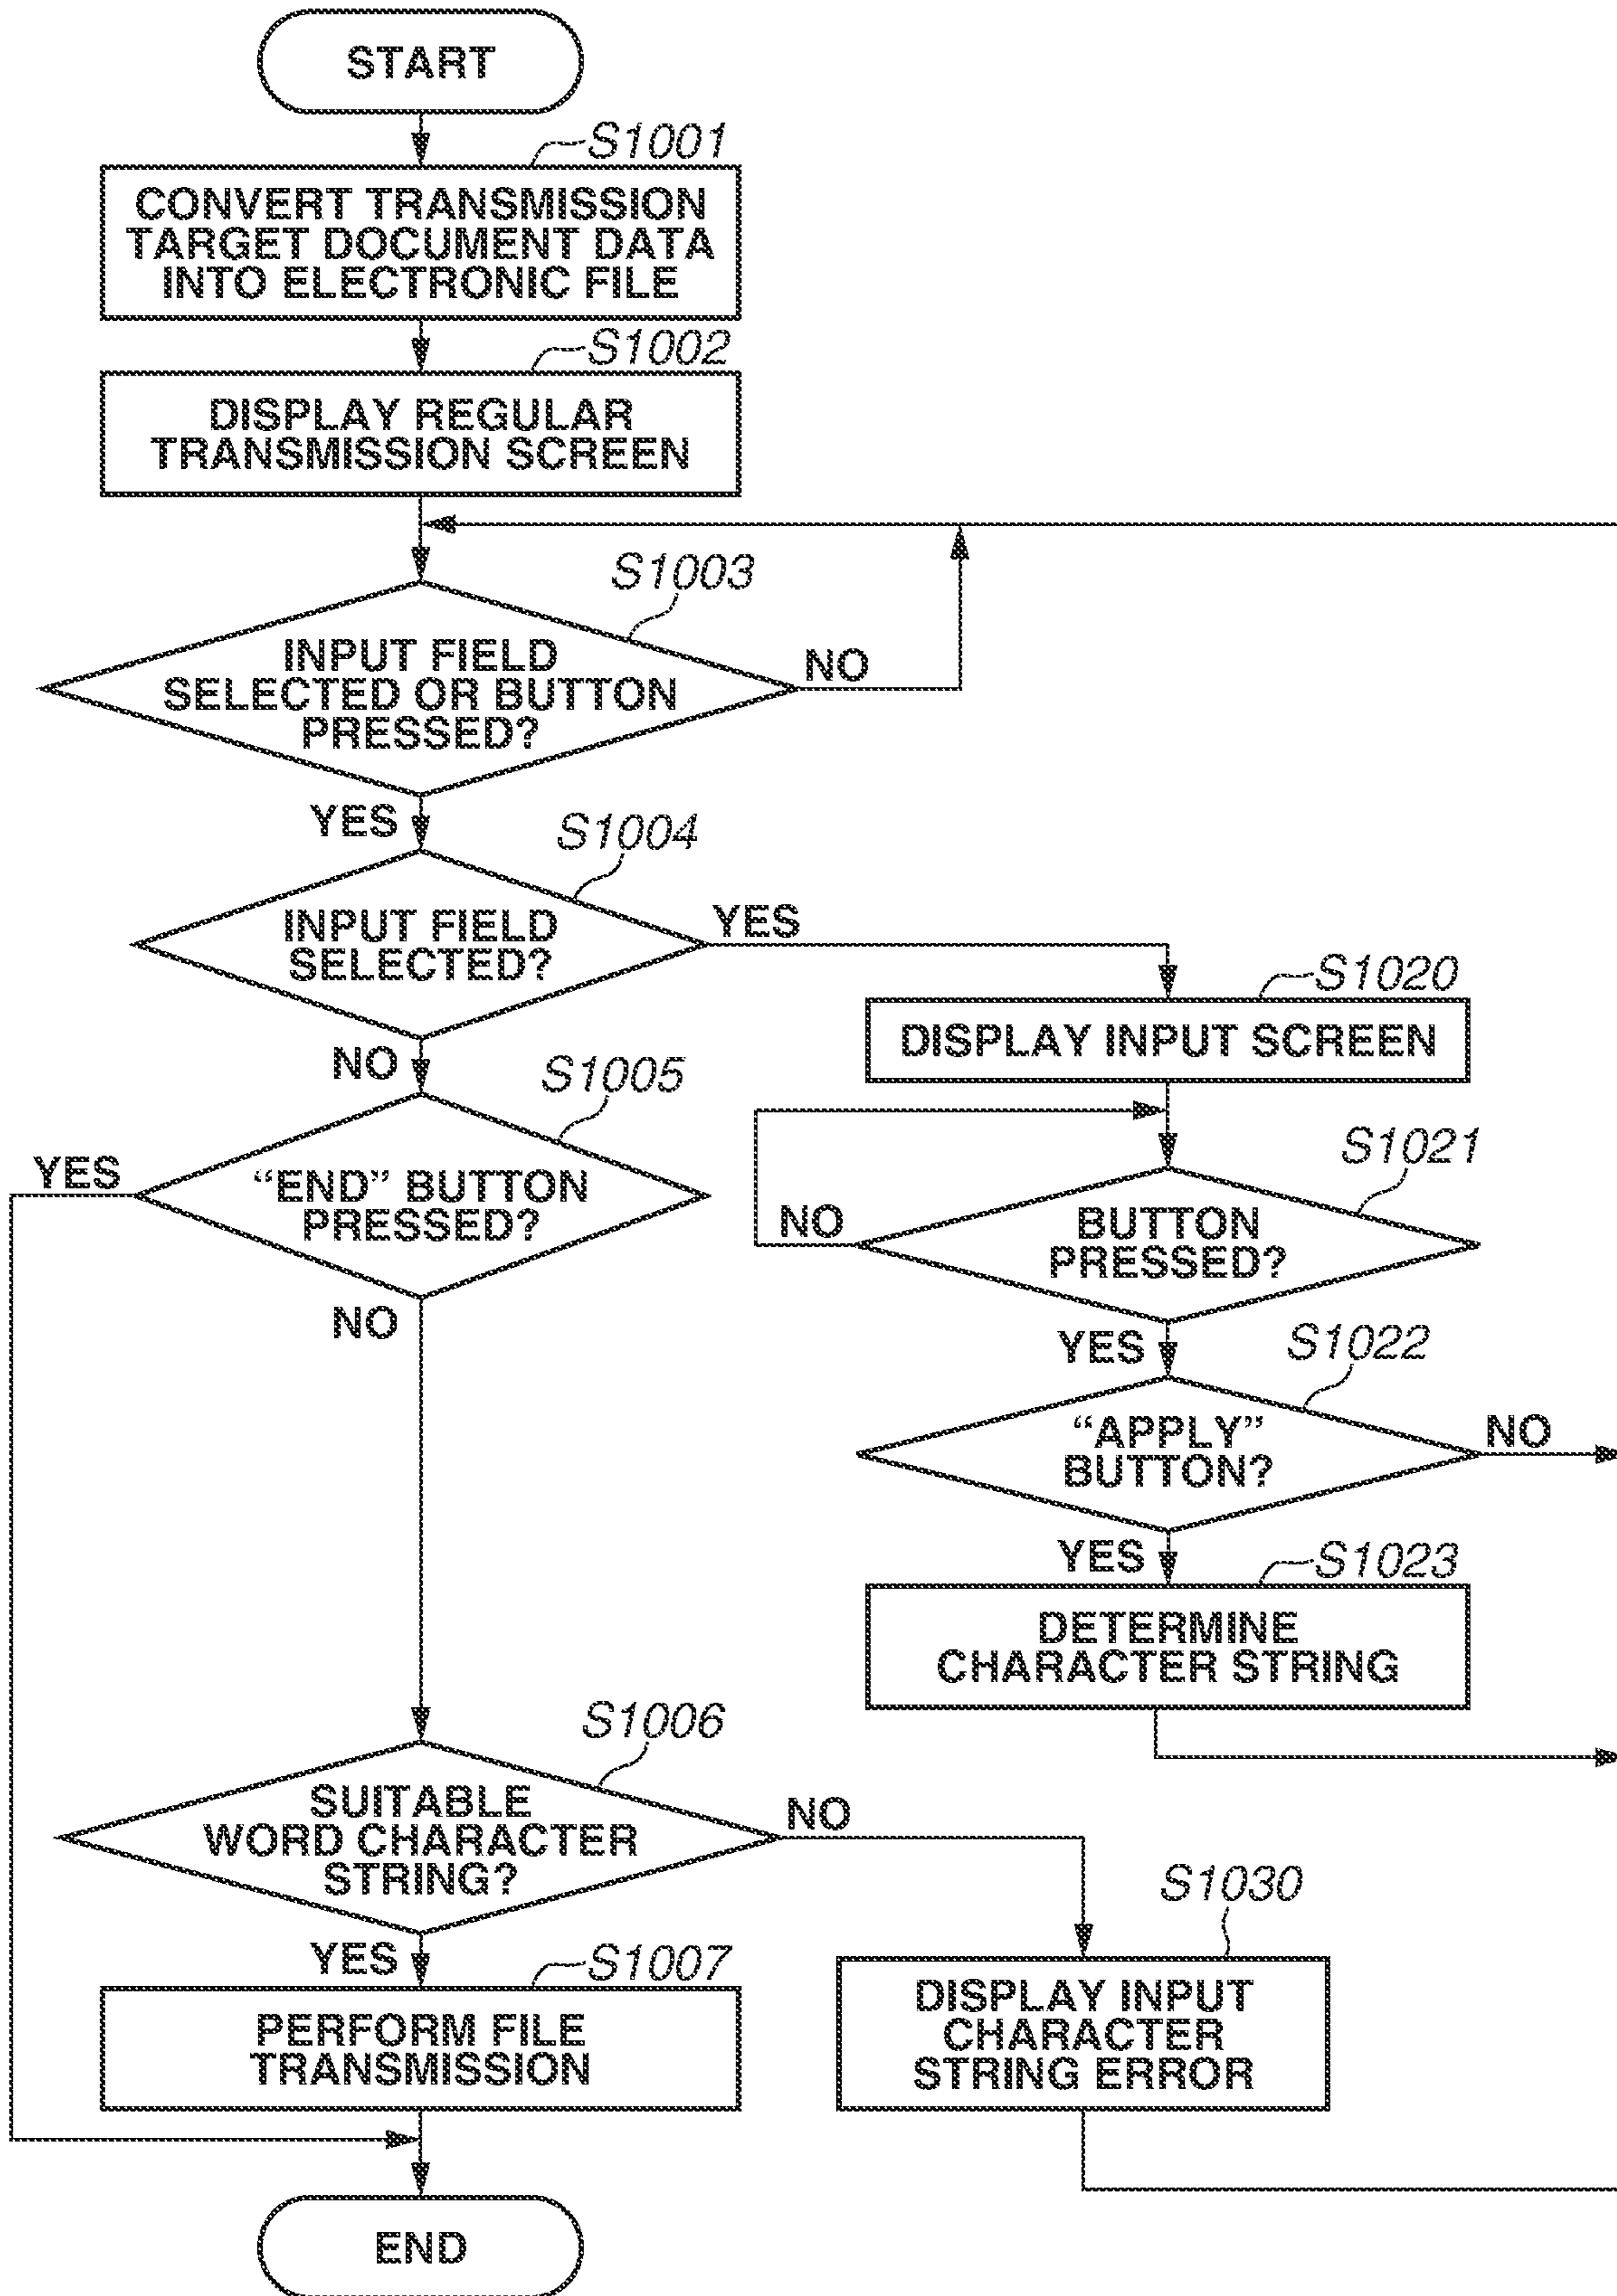 START
S1001
CONVERT TRANSMISSION
TARGET DOCUMENT DATA
INTO ELECTRONIC FILE
S1002
DISPLAY REGULAR
TRANSMISSION SCREEN
S1003
INPUT FIELD
SELECTED OR BUTTON
PRESSED?
NO
YES
S1004
INPUT FIELD
SELECTED?
YES
NO
S1020
DISPLAY INPUT SCREEN
S1005
“END” BUTTON
PRESSED?
YES
NO
S1021
BUTTON
PRESSED?
NO
YES
S1022
“APPLY”
BUTTON?
NO
YES
S1023
DETERMINE
CHARACTER STRING
S1006
SUITABLE
WORD CHARACTER
STRING?
NO
YES
S1030
DISPLAY INPUT
CHARACTER
STRING ERROR
S1007
PERFORM FILE
TRANSMISSION
END